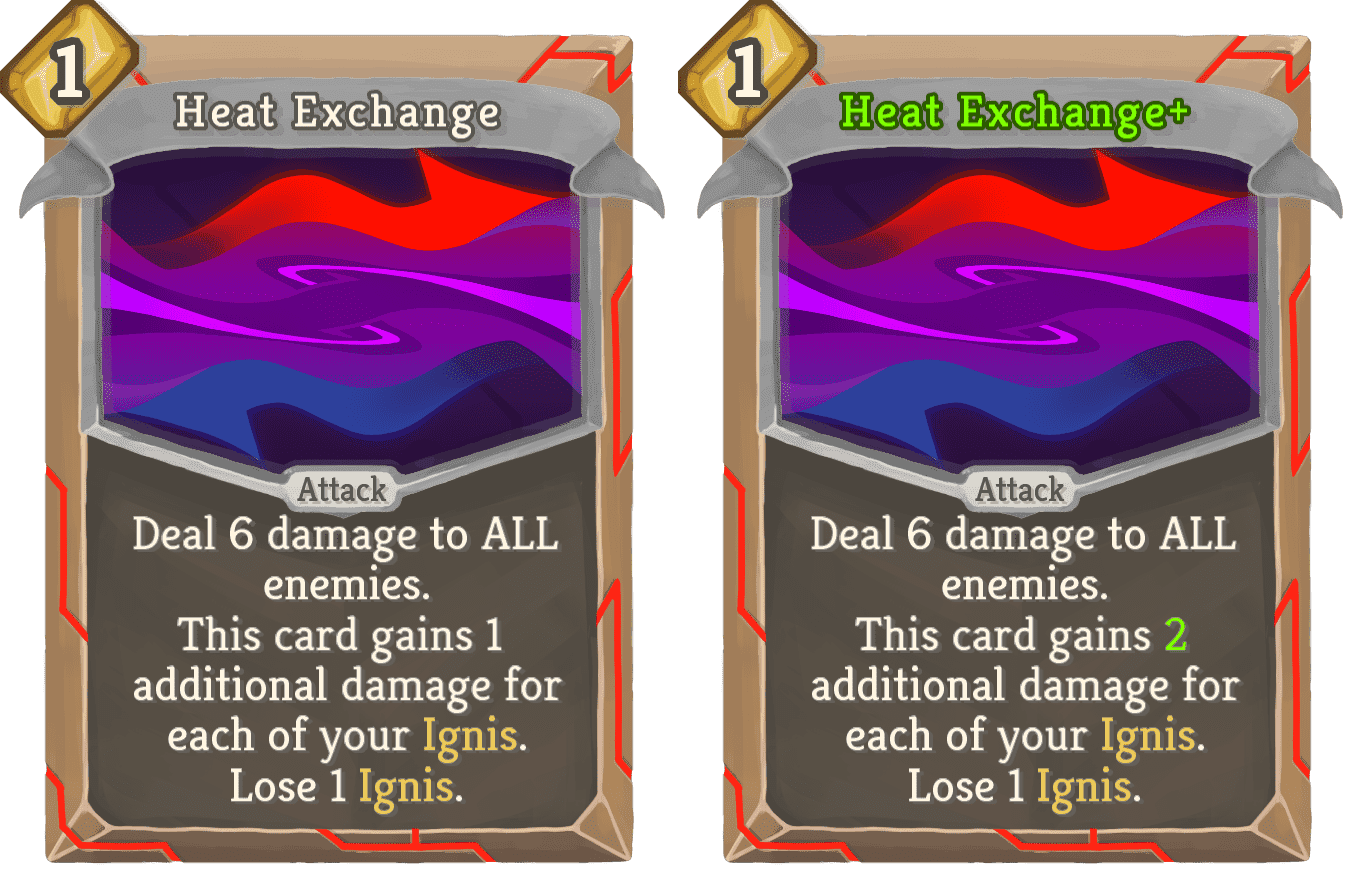 1
Heat Exchange
Attack
Deal 6 damage to ALL
enemies.
This card gains 1
additional damage for
each of your Ignis.
Lose 1 Ignis.
1
Heat Exchange+
Attack
Deal 6 damage to ALL
enemies.
This card gains 2
additional damage for
each of your Ignis.
Lose 1 Ignis.